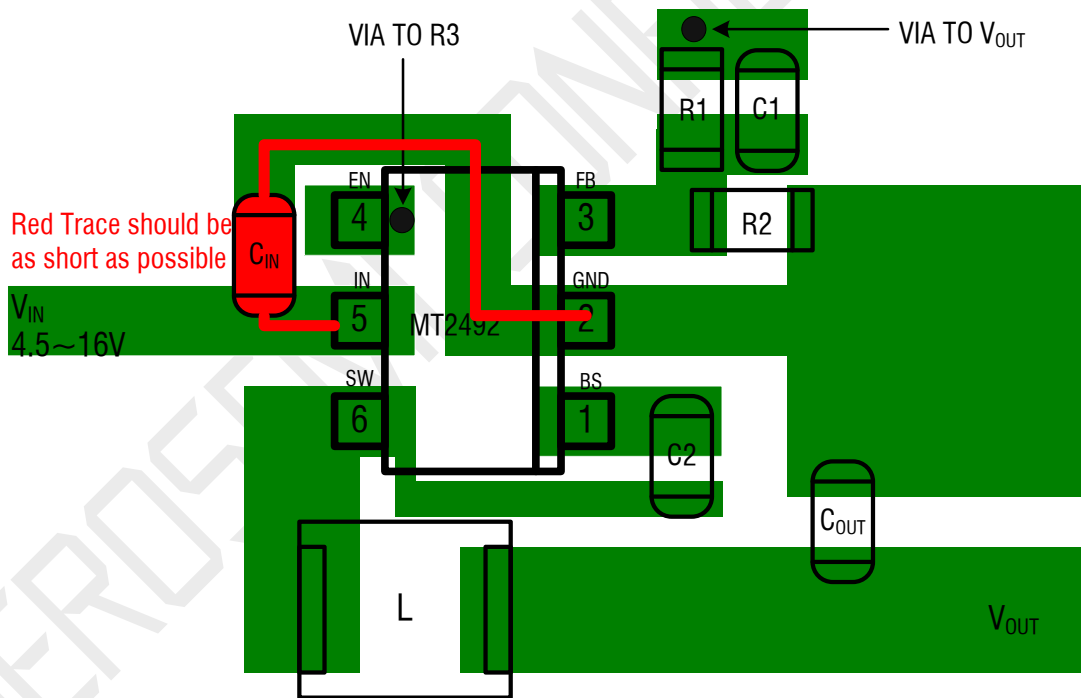 VIA TO R3
VIA TO VOUT
R1
C1
EN
4
FB
3
R2
Red Trace should be
as short as possible
CIN
IN
5
GND
2
VIN
4.5~16V
MT2492
SW
6
BS
1
C2
COUT
L
VOUT